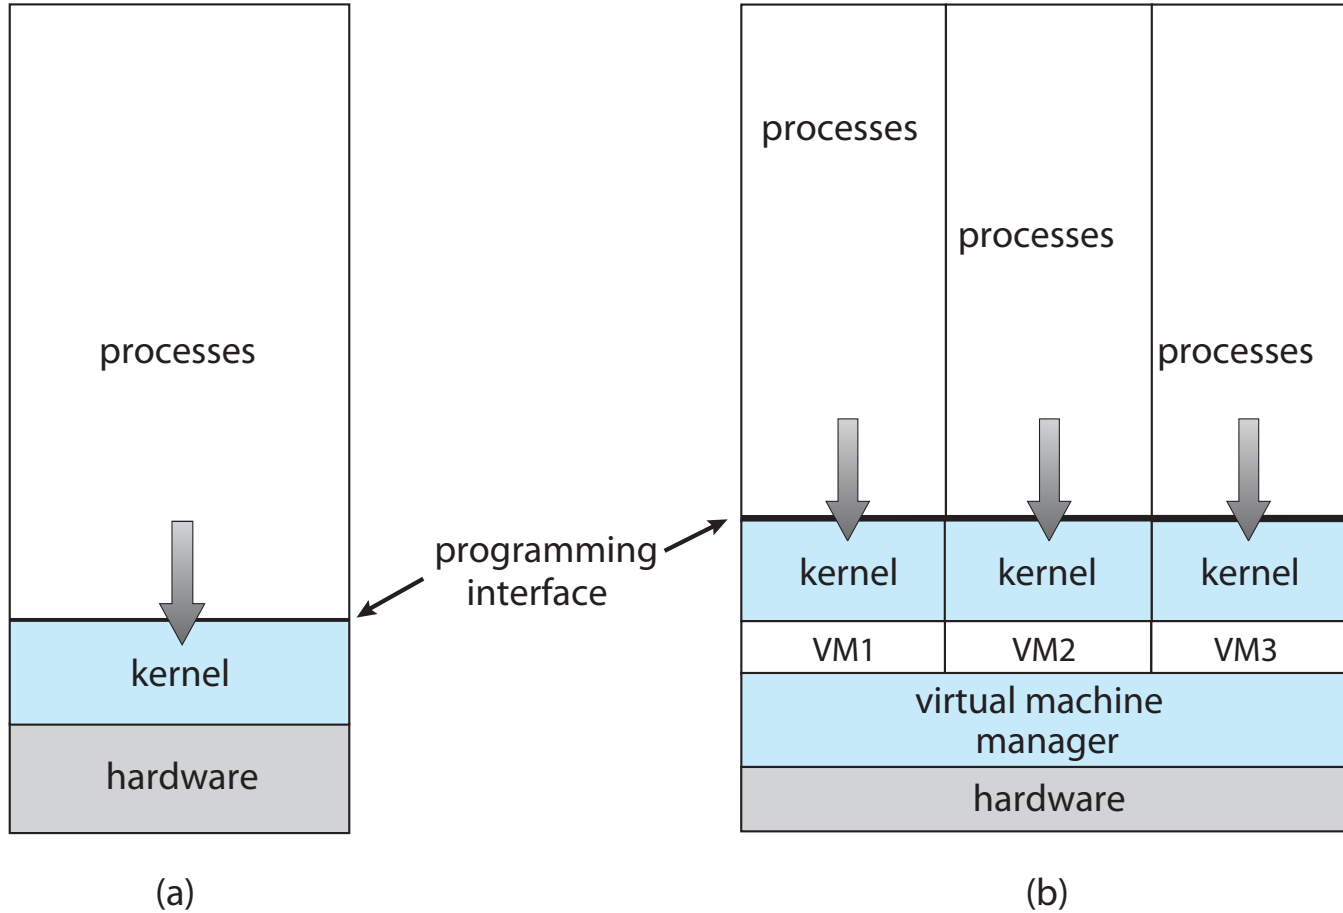 processes
kernel
hardware
(a)
programming
interface
processes
processes
processes
kernel
kernel
kernel
VM1
VM2
VM3
virtual machine
manager
hardware
(b)